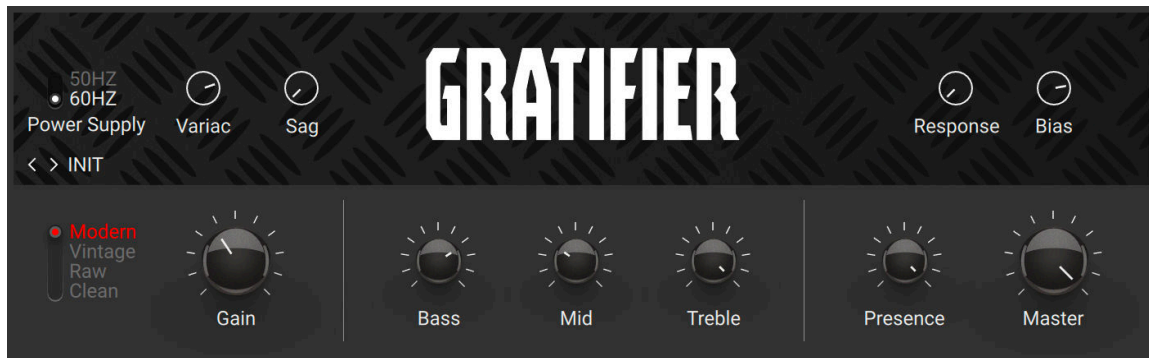 GRATIFIER
50HZ
60HZ
Power Supply
Variac
Sag
Response
Bias
< > INIT
Modern
Vintage
Raw
Clean
Gain
Bass
Mid
Treble
Presence
Master